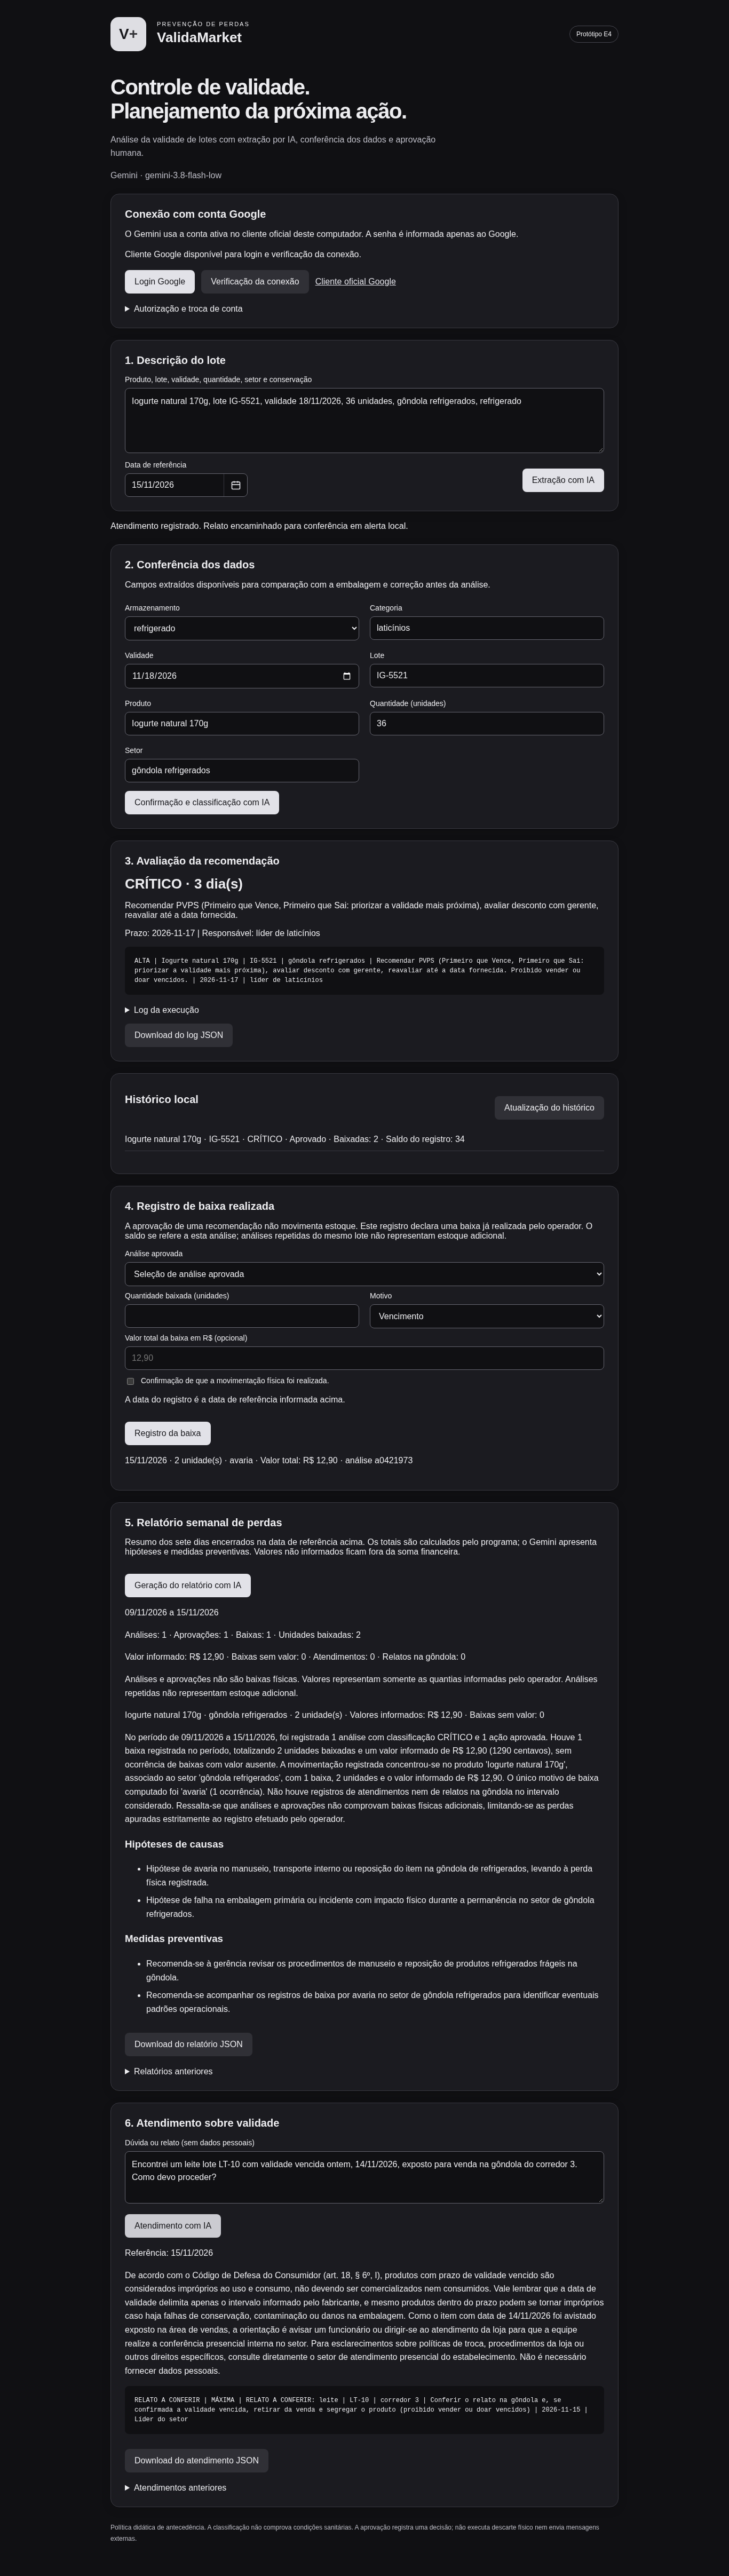 V+
PREVENÇÃO DE PERDAS
ValidaMarket
Protótipo E4
Controle de validade.
Planejamento da próxima ação.
Análise da validade de lotes com extração por IA, conferência dos dados e aprovação
humana.
Gemini · gemini-3.8-flash-low
Conexão com conta Google
O Gemini usa a conta ativa no cliente oficial deste computador. A senha é informada apenas ao Google.
Cliente Google disponível para login e verificação da conexão.
Login Google
Verificação da conexão
Cliente oficial Google
Autorização e troca de conta
1. Descrição do lote
Produto, lote, validade, quantidade, setor e conservação
Iogurte natural 170g, lote IG-5521, validade 18/11/2026, 36 unidades, gôndola refrigerados, refrigerado
Data de referência
15/11/2026
Extração com IA
Atendimento registrado. Relato encaminhado para conferência em alerta local.
2. Conferência dos dados
Campos extraídos disponíveis para comparação com a embalagem e correção antes da análise.
Armazenamento
Categoria
refrigerado
laticínios
Validade
Lote
11/18/2026
IG-5521
Produto
Quantidade (unidades)
Iogurte natural 170g
36
Setor
gôndola refrigerados
Confirmação e classificação com IA
3. Avaliação da recomendação
CRÍTICO · 3 dia(s)
Recomendar PVPS (Primeiro que Vence, Primeiro que Sai: priorizar a validade mais próxima), avaliar desconto com gerente,
reavaliar até a data fornecida.
Prazo: 2026-11-17 | Responsável: líder de laticínios
ALTA | Iogurte natural 170g | IG-5521 | gôndola refrigerados | Recomendar PVPS (Primeiro que Vence, Primeiro que Sai:
priorizar a validade mais próxima), avaliar desconto com gerente, reavaliar até a data fornecida. Proibido vender ou
doar vencidos. | 2026-11-17 | líder de laticínios
Log da execução
Download do log JSON
Histórico local
Atualização do histórico
Iogurte natural 170g · IG-5521 · CRÍTICO · Aprovado · Baixadas: 2 · Saldo do registro: 34
4. Registro de baixa realizada
A aprovação de uma recomendação não movimenta estoque. Este registro declara uma baixa já realizada pelo operador. O
saldo se refere a esta análise; análises repetidas do mesmo lote não representam estoque adicional.
Análise aprovada
Seleção de análise aprovada
Quantidade baixada (unidades)
Motivo
Vencimento
Valor total da baixa em R$ (opcional)
12,90
Confirmação de que a movimentação física foi realizada.
A data do registro é a data de referência informada acima.
Registro da baixa
15/11/2026 · 2 unidade(s) · avaria · Valor total: R$ 12,90 · análise a0421973
5. Relatório semanal de perdas
Resumo dos sete dias encerrados na data de referência acima. Os totais são calculados pelo programa; o Gemini apresenta
hipóteses e medidas preventivas. Valores não informados ficam fora da soma financeira.
Geração do relatório com IA
09/11/2026 a 15/11/2026
Análises: 1 · Aprovações: 1 · Baixas: 1 · Unidades baixadas: 2
Valor informado: R$ 12,90 · Baixas sem valor: 0 · Atendimentos: 0 · Relatos na gôndola: 0
Análises e aprovações não são baixas físicas. Valores representam somente as quantias informadas pelo operador. Análises
repetidas não representam estoque adicional.
Iogurte natural 170g · gôndola refrigerados · 2 unidade(s) · Valores informados: R$ 12,90 · Baixas sem valor: 0
No período de 09/11/2026 a 15/11/2026, foi registrada 1 análise com classificação CRÍTICO e 1 ação aprovada. Houve 1
baixa registrada no período, totalizando 2 unidades baixadas e um valor informado de R$ 12,90 (1290 centavos), sem
ocorrência de baixas com valor ausente. A movimentação registrada concentrou-se no produto 'Iogurte natural 170g',
associado ao setor 'gôndola refrigerados', com 1 baixa, 2 unidades e o valor informado de R$ 12,90. O único motivo de baixa
computado foi 'avaria' (1 ocorrência). Não houve registros de atendimentos nem de relatos na gôndola no intervalo
considerado. Ressalta-se que análises e aprovações não comprovam baixas físicas adicionais, limitando-se as perdas
apuradas estritamente ao registro efetuado pelo operador.
Hipóteses de causas
• Hipótese de avaria no manuseio, transporte interno ou reposição do item na gôndola de refrigerados, levando à perda
física registrada.
• Hipótese de falha na embalagem primária ou incidente com impacto físico durante a permanência no setor de gôndola
refrigerados.
Medidas preventivas
• Recomenda-se à gerência revisar os procedimentos de manuseio e reposição de produtos refrigerados frágeis na
gôndola.
• Recomenda-se acompanhar os registros de baixa por avaria no setor de gôndola refrigerados para identificar eventuais
padrões operacionais.
Download do relatório JSON
Relatórios anteriores
6. Atendimento sobre validade
Dúvida ou relato (sem dados pessoais)
Encontrei um leite lote LT-10 com validade vencida ontem, 14/11/2026, exposto para venda na gôndola do corredor 3.
Como devo proceder?
Atendimento com IA
Referência: 15/11/2026
De acordo com o Código de Defesa do Consumidor (art. 18, § 6º, I), produtos com prazo de validade vencido são
considerados impróprios ao uso e consumo, não devendo ser comercializados nem consumidos. Vale lembrar que a data de
validade delimita apenas o intervalo informado pelo fabricante, e mesmo produtos dentro do prazo podem se tornar impróprios
caso haja falhas de conservação, contaminação ou danos na embalagem. Como o item com data de 14/11/2026 foi avistado
exposto na área de vendas, a orientação é avisar um funcionário ou dirigir-se ao atendimento da loja para que a equipe
realize a conferência presencial interna no setor. Para esclarecimentos sobre políticas de troca, procedimentos da loja ou
outros direitos específicos, consulte diretamente o setor de atendimento presencial do estabelecimento. Não é necessário
fornecer dados pessoais.
RELATO A CONFERIR | MÁXIMA | RELATO A CONFERIR: leite | LT-10 | corredor 3 | Conferir o relato na gôndola e, se
confirmada a validade vencida, retirar da venda e segregar o produto (proibido vender ou doar vencidos) | 2026-11-15 |
Líder do setor
Download do atendimento JSON
Atendimentos anteriores
Política didática de antecedência. A classificação não comprova condições sanitárias. A aprovação registra uma decisão; não executa descarte físico nem envia mensagens
externas.